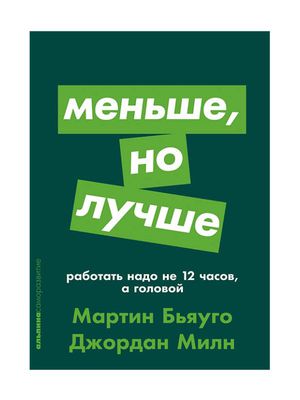 меньше,
но
лучше
работать надо не 12 часов,
а головой
Мартин Бьяуго
Джордан Милн
альпинасаморазвитие